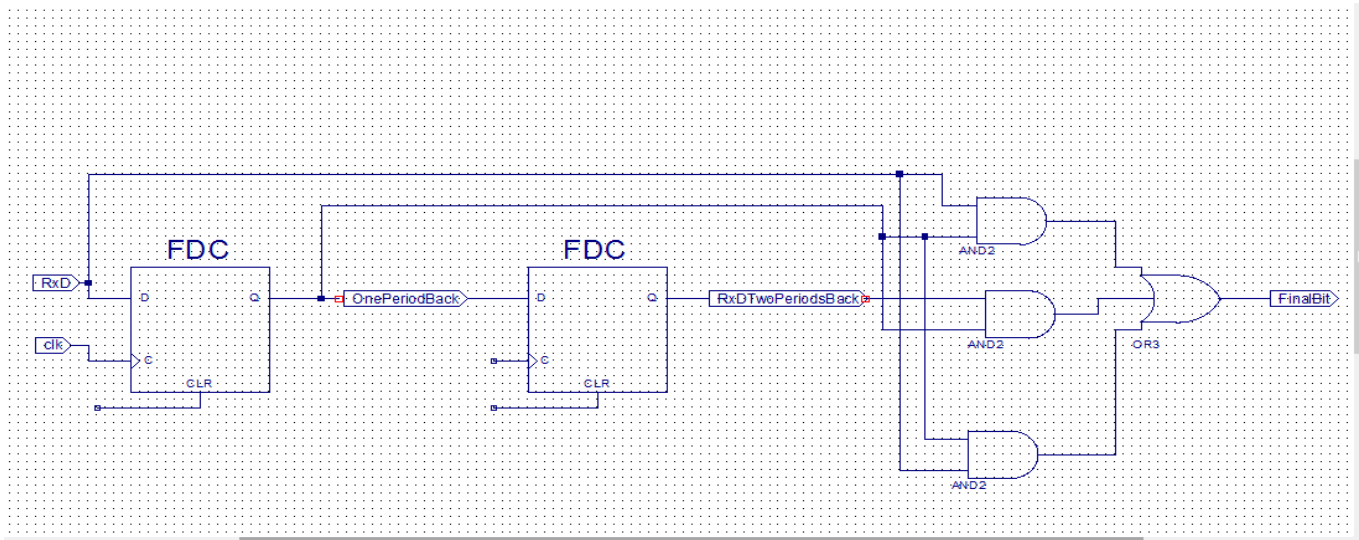 FDC
FDC
RxD
D
Q
OnePeriodBack
D
Q
RxDTwoPeriodsBack
FinalBit
clk
C
C
CLR
CLR
AND2
AND2
OR3
AND2